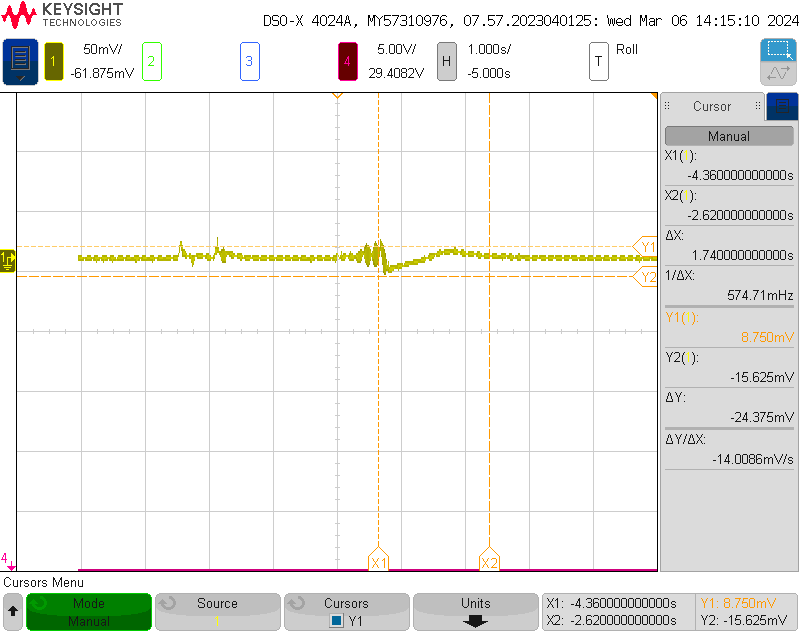 KEYSIGHT
TECHNOLOGIES
DSO-X 4024A, MY57310976, 07.57.2023040125: Wed Mar 06 14:15:10 2024
1
50mV/
-61.875mV
2
3
4
5.00V/
29.4082V
H
1.000s/
-5.000s
T
Roll
Cursor
Manual
X1(1):
-4.360000000000s
X2(1):
-2.620000000000s
ΔX:
1.740000000000s
1/ΔX:
574.71mHz
Y1(1):
8.750mV
Y2(1):
-15.625mV
ΔY:
-24.375mV
ΔY/ΔX:
-14.0086mV/s
1
Y1
Y2
4
X1
X2
Cursors Menu
Mode
Manual
Source
1
Cursors
Y1
Units
X1: -4.360000000000s
X2: -2.620000000000s
Y1: 8.750mV
Y2: -15.625mV